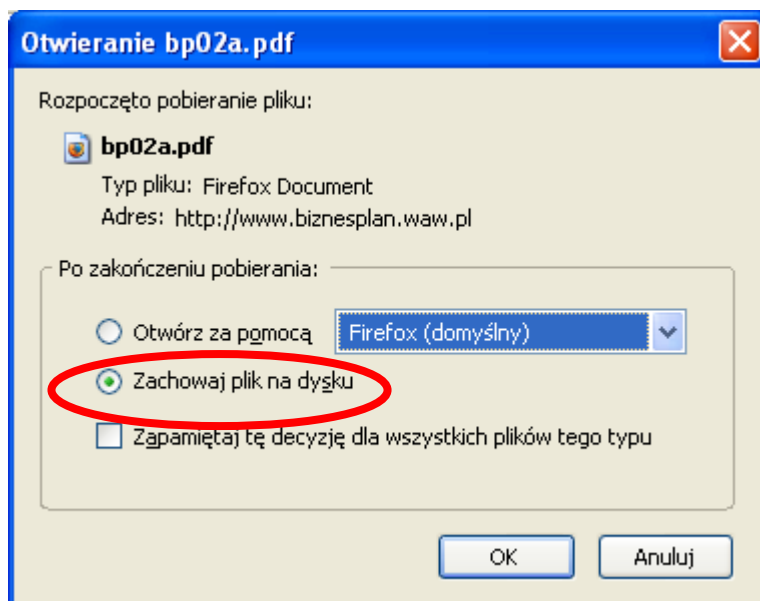 Otwieranie bp02a.pdf
Rozpoczęto pobieranie pliku:
bp02a.pdf
Typ pliku: Firefox Document
Adres: http://www.biznesplan.waw.pl
Po zakończeniu pobierania:
Otwórz za pomocą Firefox (domyślny)
Zachowaj plik na dysku
Zapamiętaj tę decyzję dla wszystkich plików tego typu
OK Anuluj